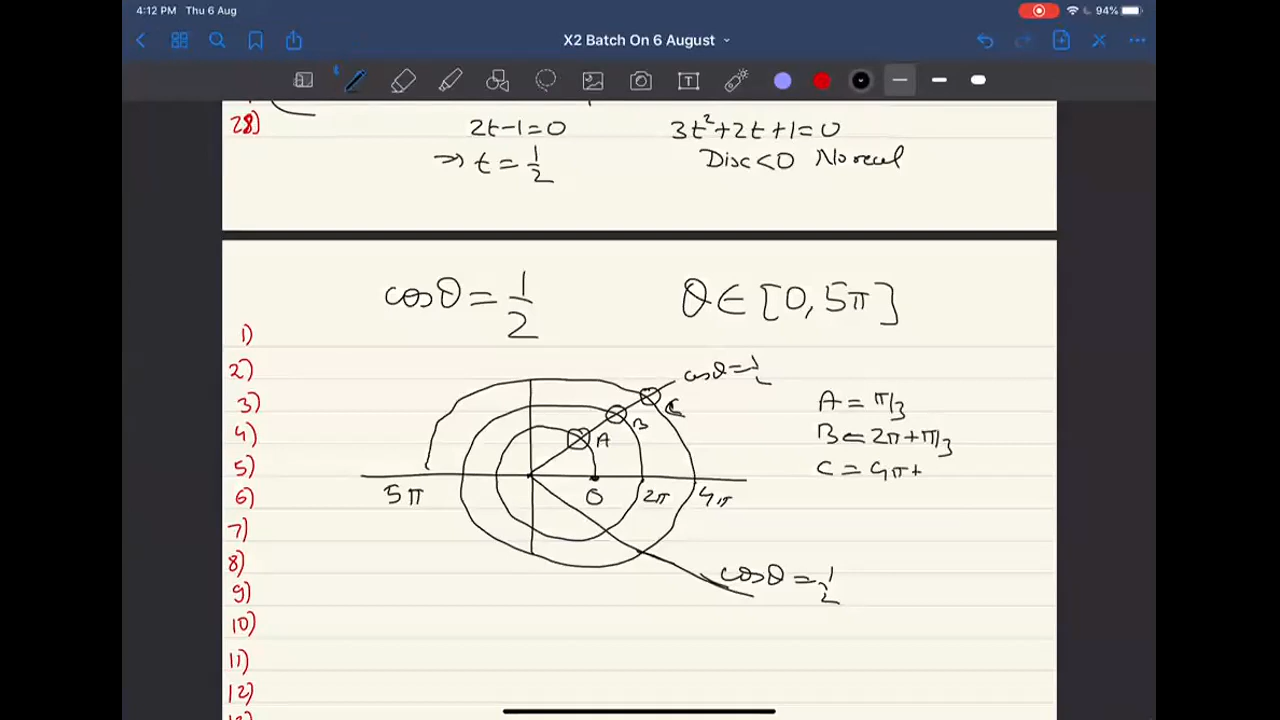 4:12 PM Thu 6 Aug
94%
X2 Batch On 6 August
28)
2t-1=0
3t²+2t+1=0
⇒ t = 1/2
Disc<0 No real
cosθ = 1/2
θ ∈ [0, 5π]
1)
2)
3)
4)
5)
6)
7)
8)
9)
10)
11)
12)
cosθ = 1/2
A
B
C
A = π/3
B = 2π+π/3
C = 4π+
5π
0
2π
4π
cosθ = 1/2